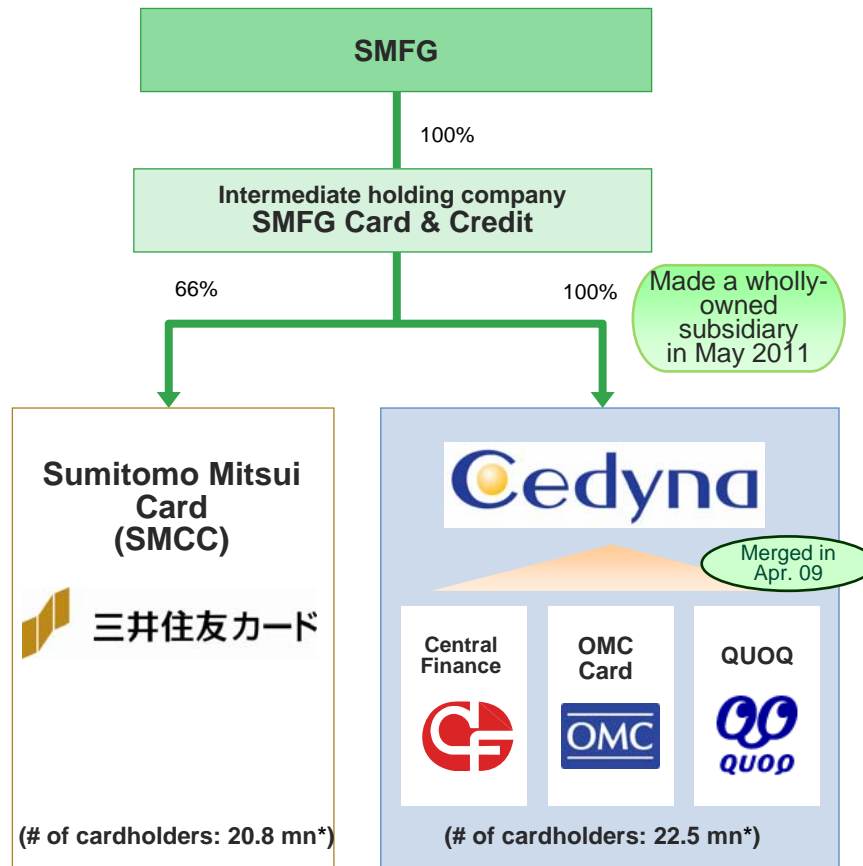 SMFG
100%
Intermediate holding company
SMFG Card & Credit
66%
100%
Made a wholly-
owned
subsidiary
in May 2011
Sumitomo Mitsui
Card
(SMCC)
三井住友カード
(# of cardholders: 20.8 mn*)
Cedyna
Merged in
Apr. 09
Central
Finance
OMC
Card
OMC
QUOQ
QUOQ
(# of cardholders: 22.5 mn*)